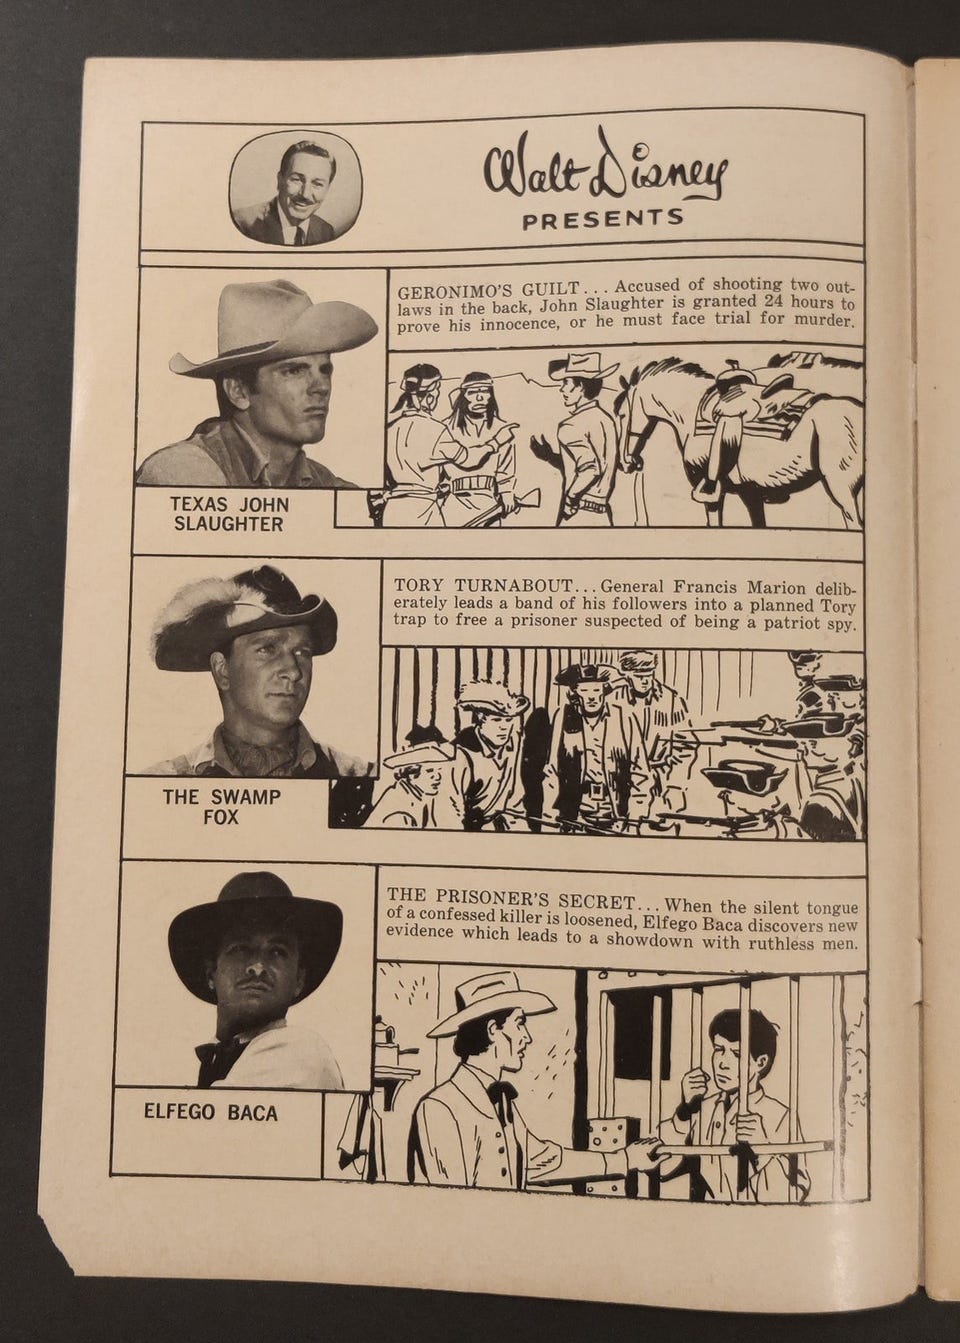 Walt Disney
PRESENTS
GERONIMO'S GUILT... Accused of shooting two out-
laws in the back, John Slaughter is granted 24 hours to
prove his innocence, or he must face trial for murder.
TEXAS JOHN
SLAUGHTER
TORY TURNABOUT...General Francis Marion delib-
erately leads a band of his followers into a planned Tory
trap to free a prisoner suspected of being a patriot spy.
THE SWAMP
FOX
THE PRISONER'S SECRET... When the silent tongue
of a confessed killer is loosened, Elfego Baca discovers new
evidence which leads to a showdown with ruthless men.
ELFEGO BACA